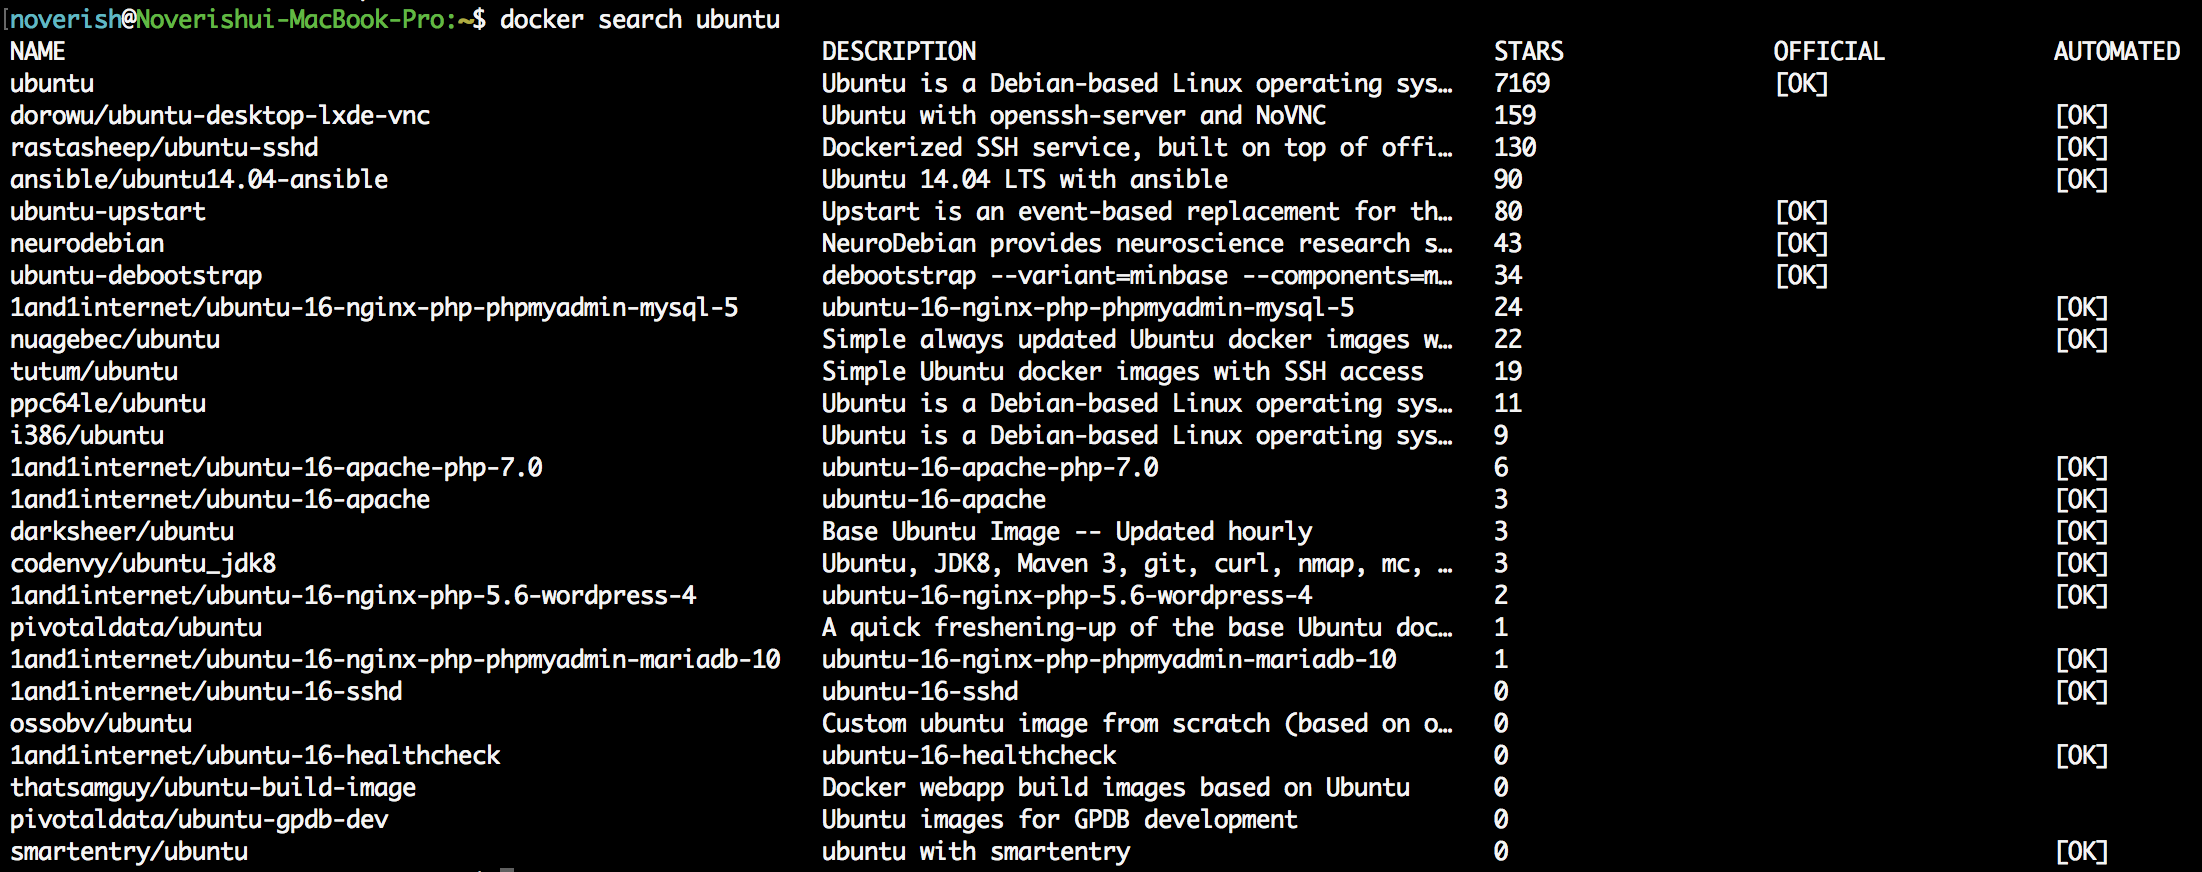 noverish@Noverishui-MacBook-Pro:~$ docker search ubuntu
NAME DESCRIPTION STARS OFFICIAL AUTOMATED
ubuntu Ubuntu is a Debian-based Linux operating sys… 7169 [OK]
dorowu/ubuntu-desktop-lxde-vnc Ubuntu with openssh-server and NoVNC 159 [OK]
rastasheep/ubuntu-sshd Dockerized SSH service, built on top of offi… 130 [OK]
ansible/ubuntu14.04-ansible Ubuntu 14.04 LTS with ansible 90 [OK]
ubuntu-upstart Upstart is an event-based replacement for th… 80 [OK]
neurodebian NeuroDebian provides neuroscience research s… 43 [OK]
ubuntu-debootstrap debootstrap --variant=minbase --components=m… 34 [OK]
1and1internet/ubuntu-16-nginx-php-phpmyadmin-mysql-5 ubuntu-16-nginx-php-phpmyadmin-mysql-5 24 [OK]
nuagebec/ubuntu Simple always updated Ubuntu docker images w… 22 [OK]
tutum/ubuntu Simple Ubuntu docker images with SSH access 19
ppc64le/ubuntu Ubuntu is a Debian-based Linux operating sys… 11
i386/ubuntu Ubuntu is a Debian-based Linux operating sys… 9
1and1internet/ubuntu-16-apache-php-7.0 ubuntu-16-apache-php-7.0 6 [OK]
1and1internet/ubuntu-16-apache ubuntu-16-apache 3 [OK]
darksheer/ubuntu Base Ubuntu Image -- Updated hourly 3 [OK]
codenvy/ubuntu_jdk8 Ubuntu, JDK8, Maven 3, git, curl, nmap, mc, … 3 [OK]
1and1internet/ubuntu-16-nginx-php-5.6-wordpress-4 ubuntu-16-nginx-php-5.6-wordpress-4 2 [OK]
pivotaldata/ubuntu A quick freshening-up of the base Ubuntu doc… 1
1and1internet/ubuntu-16-nginx-php-phpmyadmin-mariadb-10 ubuntu-16-nginx-php-phpmyadmin-mariadb-10 1 [OK]
1and1internet/ubuntu-16-sshd ubuntu-16-sshd 0 [OK]
ossobv/ubuntu Custom ubuntu image from scratch (based on o… 0
1and1internet/ubuntu-16-healthcheck ubuntu-16-healthcheck 0 [OK]
thatsamguy/ubuntu-build-image Docker webapp build images based on Ubuntu 0
pivotaldata/ubuntu-gpdb-dev Ubuntu images for GPDB development 0
smartentry/ubuntu ubuntu with smartentry 0 [OK]